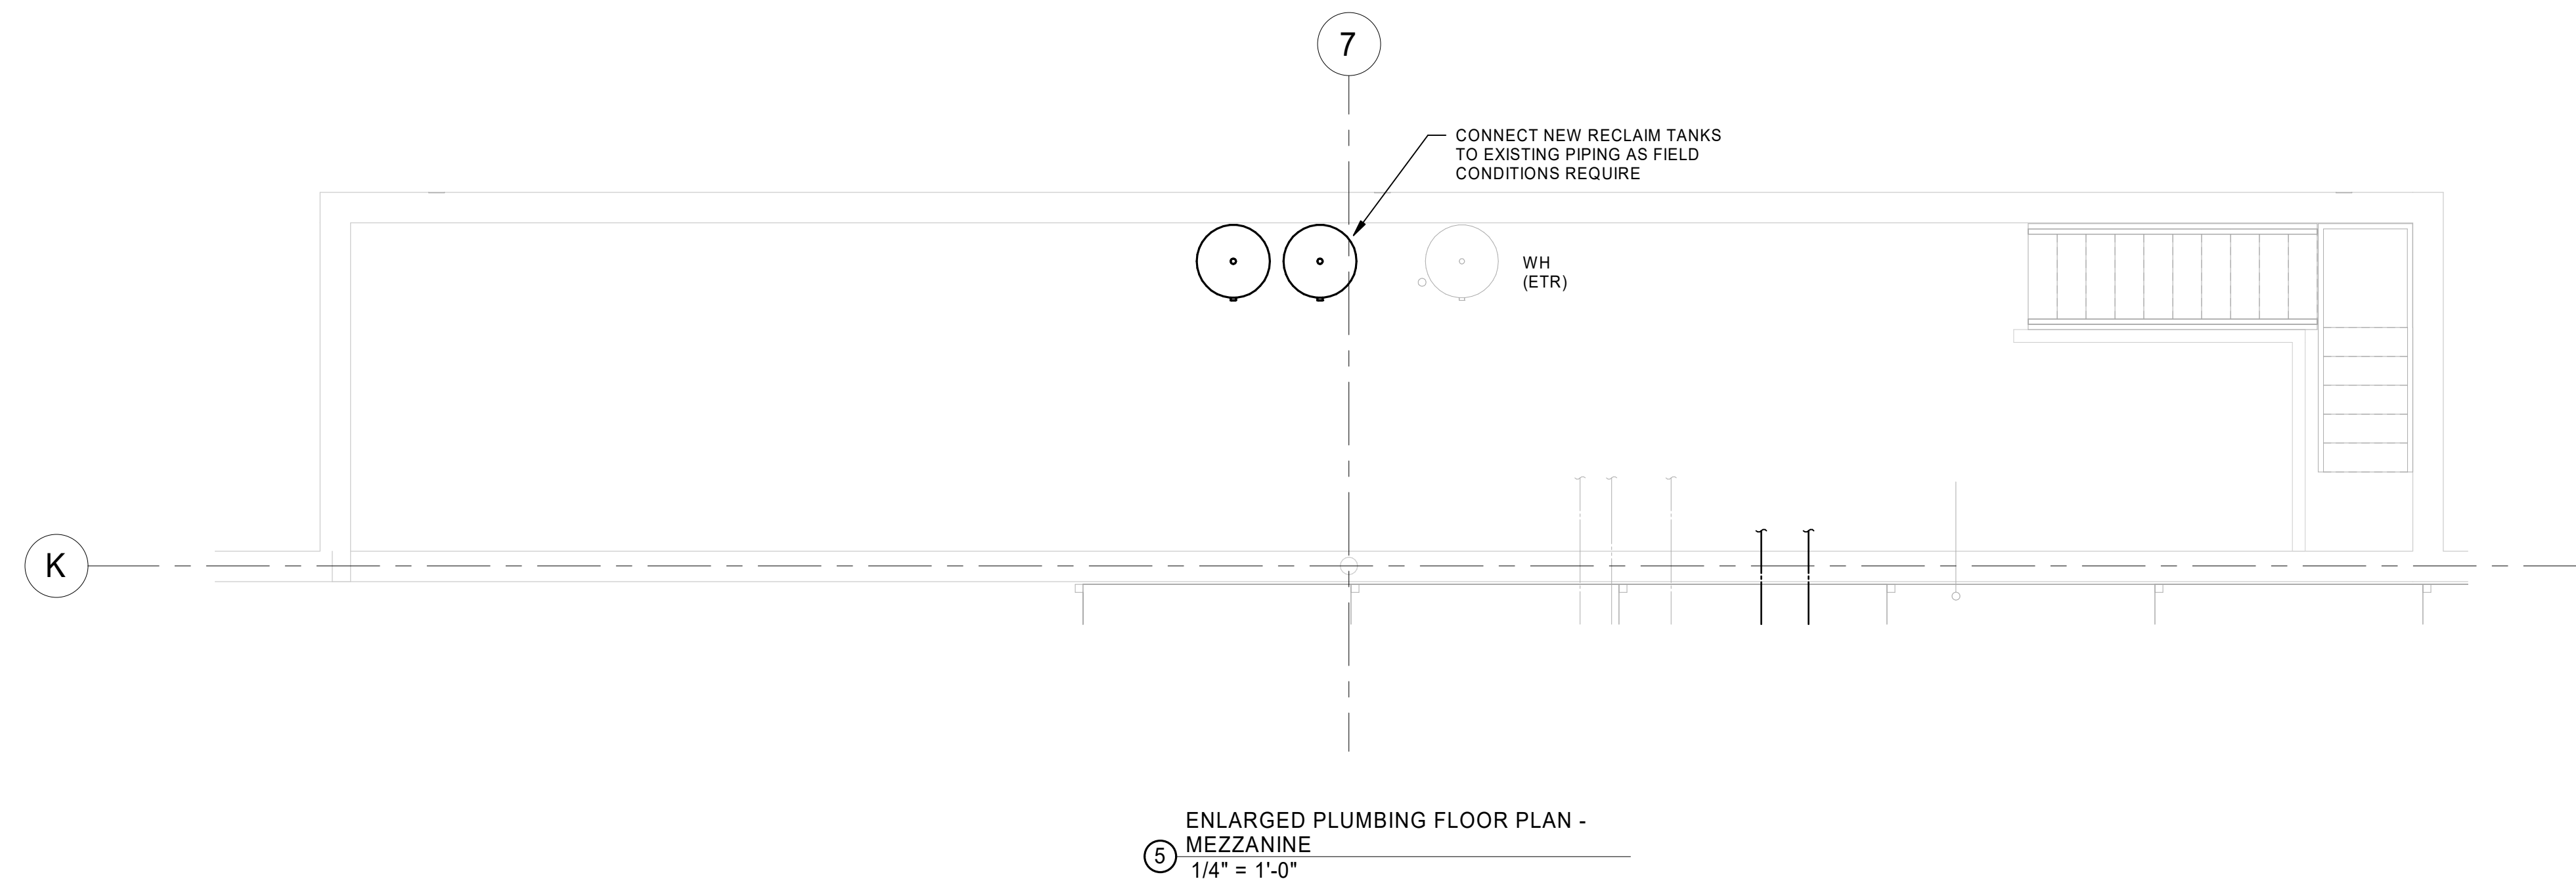 7
CONNECT NEW RECLAIM TANKS
TO EXISTING PIPING AS FIELD
CONDITIONS REQUIRE
WH
(ETR)
K
ENLARGED PLUMBING FLOOR PLAN -
MEZZANINE
5
1/4" = 1'-0"